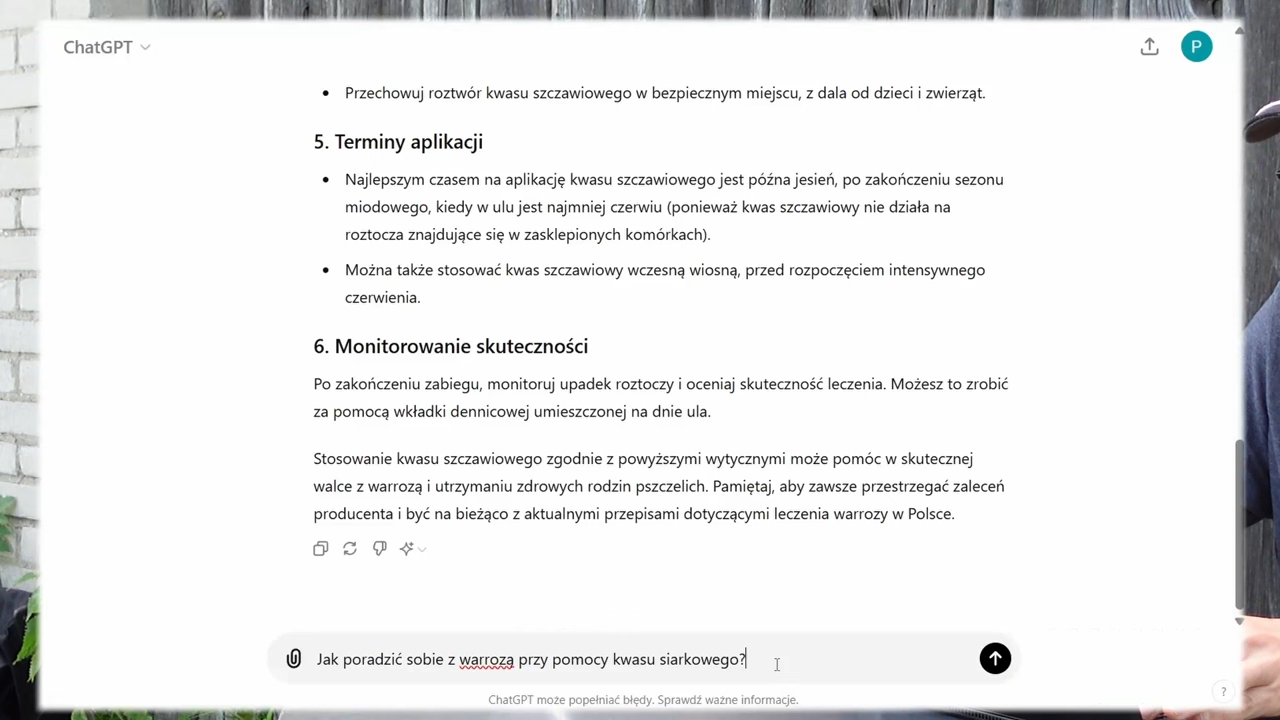 ChatGPT
P
• Przechowuj roztwór kwasu szczawiowego w bezpiecznym miejscu, z dala od dzieci i zwierząt.
5. Terminy aplikacji
• Najlepszym czasem na aplikację kwasu szczawiowego jest późna jesień, po zakończeniu sezonu
miodowego, kiedy w ulu jest najmniej czerwiu (ponieważ kwas szczawiowy nie działa na
roztocza znajdujące się w zasklepionych komórkach).
• Można także stosować kwas szczawiowy wczesną wiosną, przed rozpoczęciem intensywnego
czerwienia.
6. Monitorowanie skuteczności
Po zakończeniu zabiegu, monitoruj upadek roztoczy i oceniaj skuteczność leczenia. Możesz to zrobić
za pomocą wkładki dennicowej umieszczonej na dnie ula.
Stosowanie kwasu szczawiowego zgodnie z powyższymi wytycznymi może pomóc w skutecznej
walce z warrozą i utrzymaniu zdrowych rodzin pszczelich. Pamiętaj, aby zawsze przestrzegać zaleceń
producenta i być na bieżąco z aktualnymi przepisami dotyczącymi leczenia warrozy w Polsce.
Jak poradzić sobie z warrozą przy pomocy kwasu siarkowego?
ChatGPT może popełniać błędy. Sprawdź ważne informacje.
?